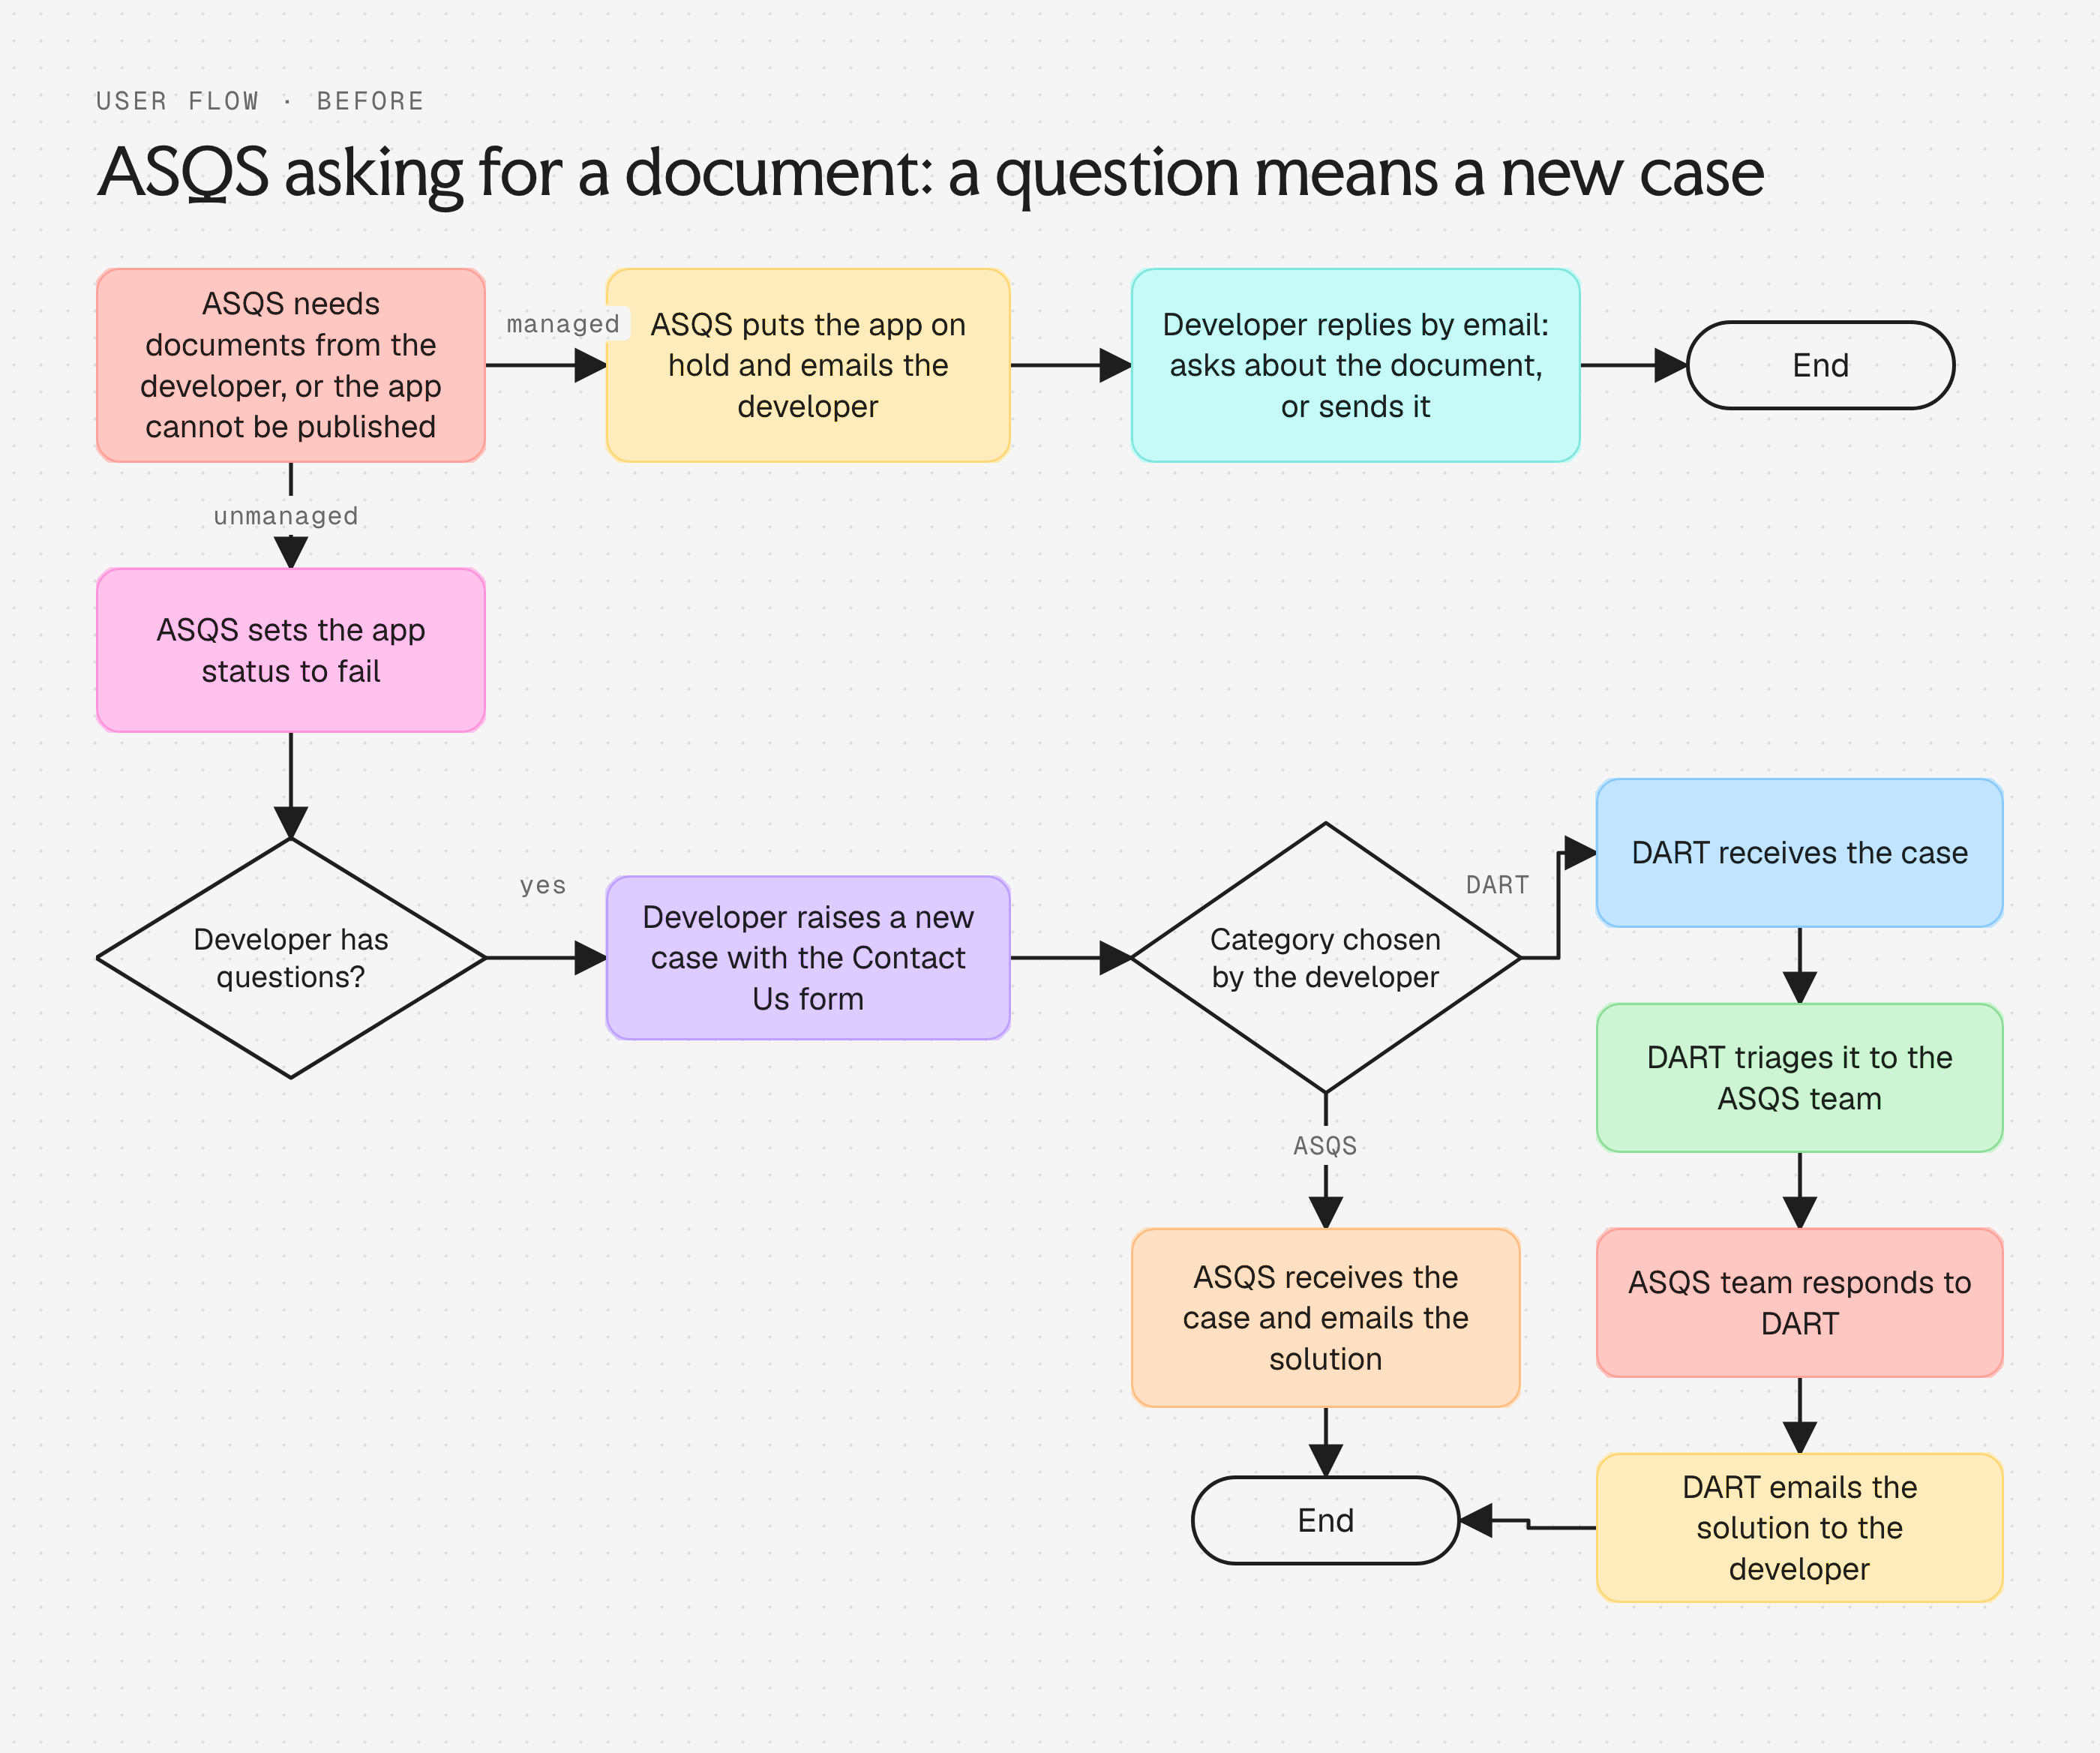 USER FLOW · BEFORE
ASQS asking for a document: a question means a new case
ASQS needs
documents from the
developer, or the app
cannot be published
managed
ASQS puts the app on
hold and emails the
developer
Developer replies by email:
asks about the document,
or sends it
End
unmanaged
ASQS sets the app
status to fail
Developer has
questions?
yes
Developer raises a new
case with the Contact
Us form
Category chosen
by the developer
DART
DART receives the case
DART triages it to the
ASQS team
ASQS
ASQS receives the
case and emails the
solution
ASQS team responds to
DART
End
DART emails the
solution to the
developer